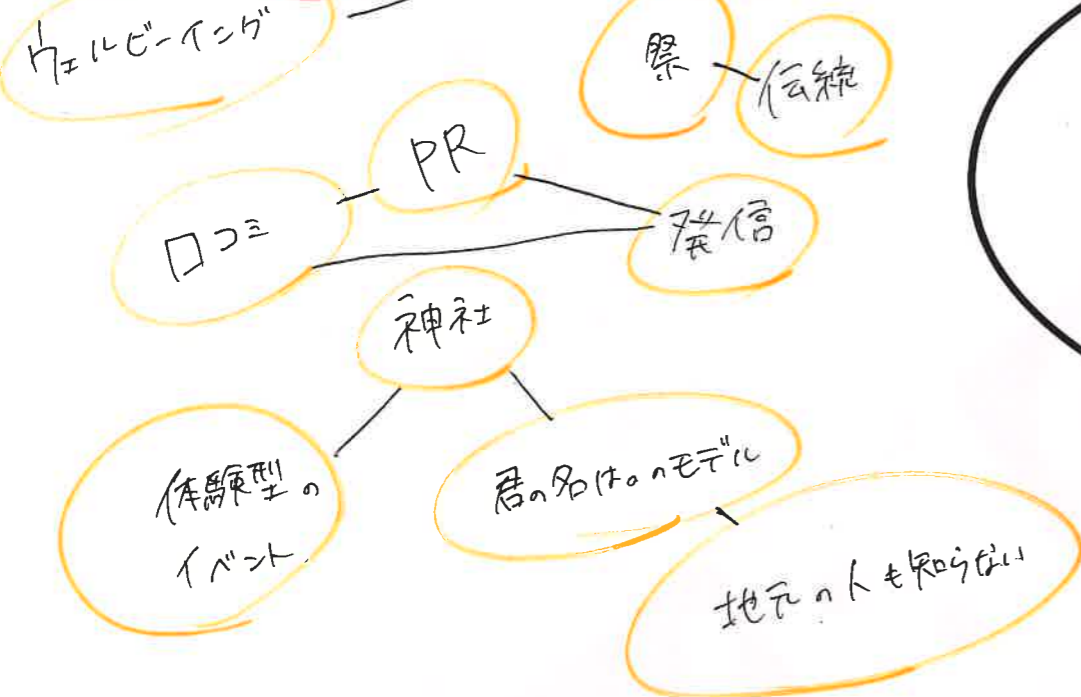 ウェルビーイング
祭
伝統
PR
口コミ
発信
神社
体験型の
イベント
君の名は。のモデル
地元の人も知らない